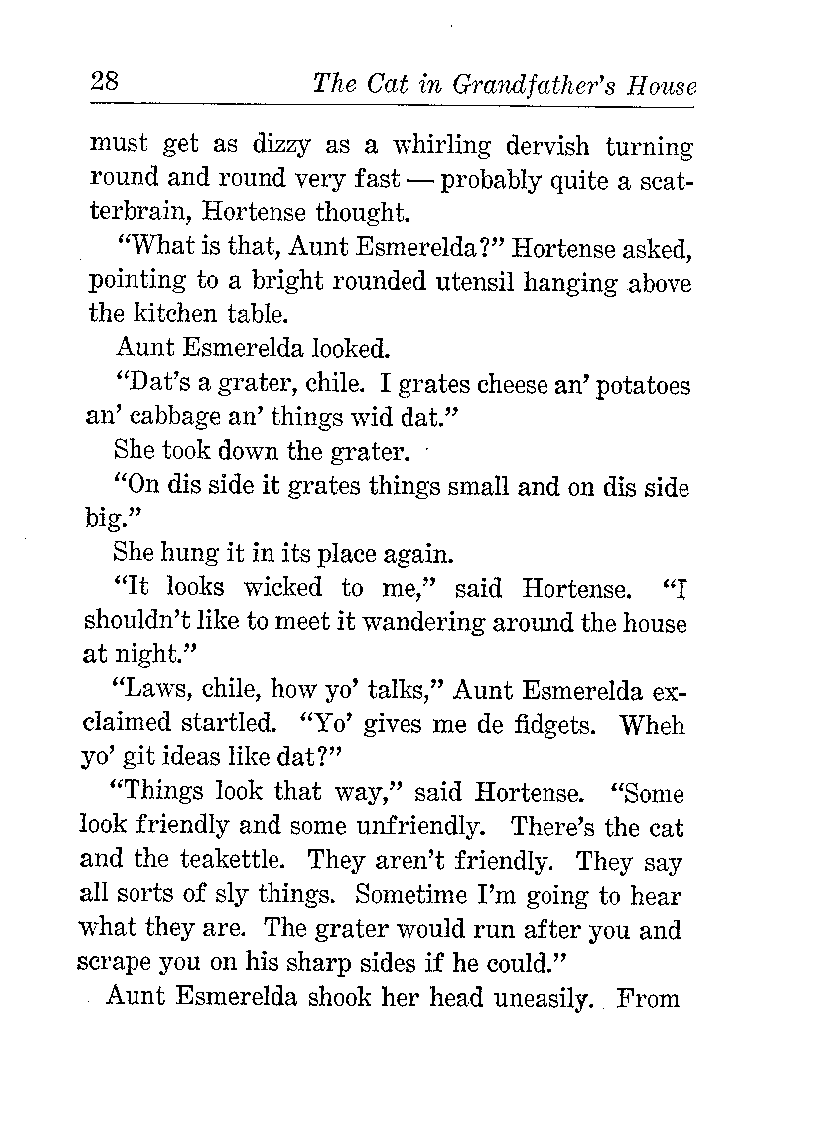 28 The Cat in Grandfather's House
must get as dizzy as a whirling dervish turning
round and round very fast — probably quite a scat-
terbrain, Hortense thought.
“What is that, Aunt Esmerelda?” Hortense asked,
pointing to a bright rounded utensil hanging above
the kitchen table.
Aunt Esmerelda looked.
“Dat's a grater, chile. I grates cheese an' potatoes
an' cabbage an' things wid dat.”
She took down the grater.
“On dis side it grates things small and on dis side
big.”
She hung it in its place again.
“It looks wicked to me,” said Hortense. “I
shouldn't like to meet it wandering around the house
at night.”
“Laws, chile, how yo' talks,” Aunt Esmerelda ex-
claimed startled. “Yo' gives me de fidgets. Wheh
yo' git ideas like dat?”
“Things look that way,” said Hortense. “Some
look friendly and some unfriendly. There's the cat
and the teakettle. They aren't friendly. They say
all sorts of sly things. Sometime I'm going to hear
what they are. The grater would run after you and
scrape you on his sharp sides if he could.”
Aunt Esmerelda shook her head uneasily. From